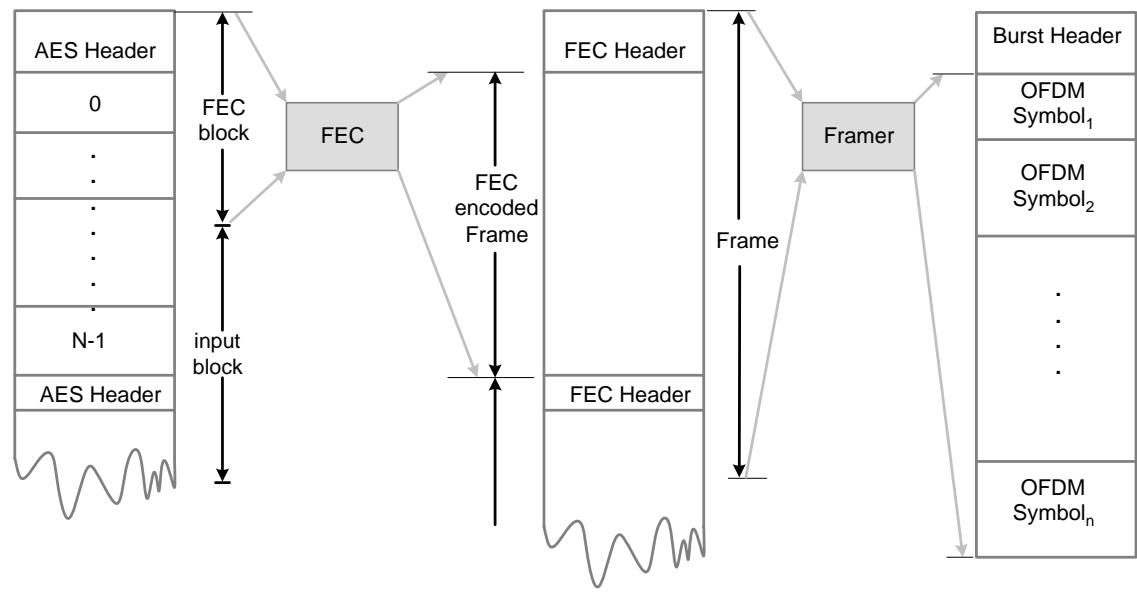 AES Header
0
N-1
AES Header
FEC
block
input
block
FEC
FEC
encoded
Frame
FEC Header
FEC Header
Frame
Framer
Burst Header
OFDM
Symbol1
OFDM
Symbol2
OFDM
Symboln